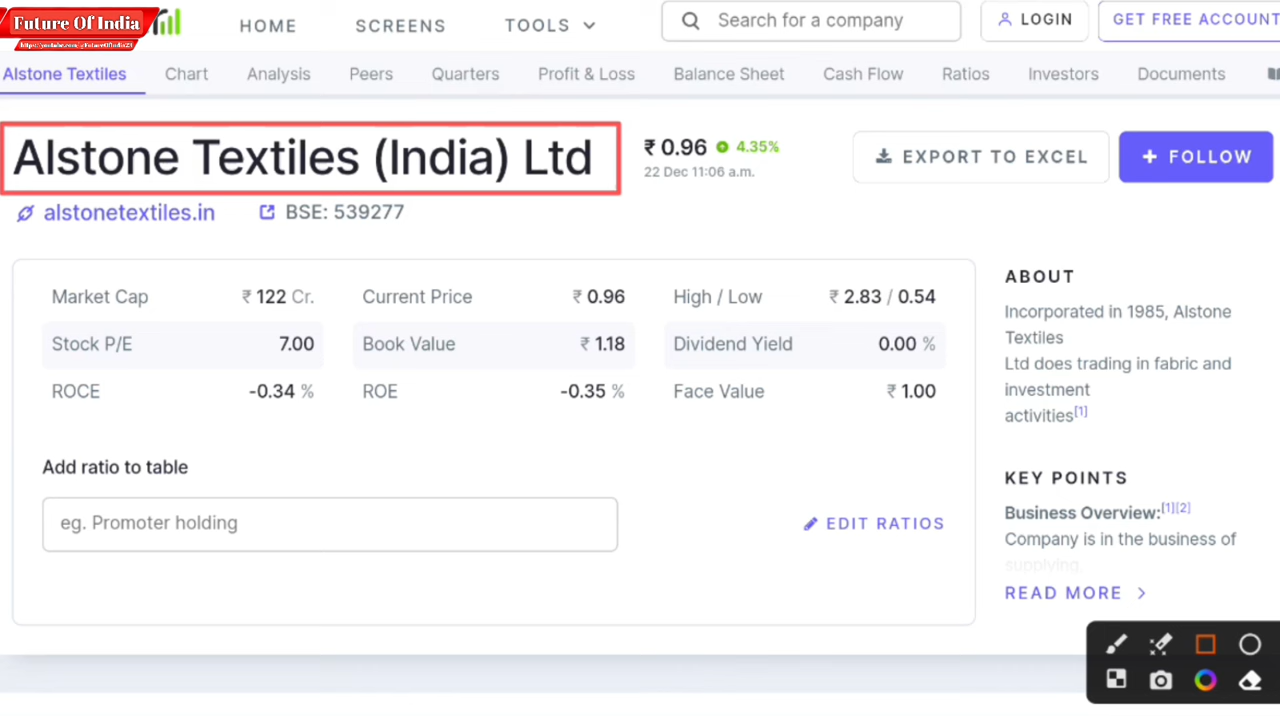 Future Of India
HOME SCREENS TOOLS Search for a company LOGIN GET FREE ACCOUNT
Alstone Textiles Chart Analysis Peers Quarters Profit & Loss Balance Sheet Cash Flow Ratios Investors Documents
Alstone Textiles (India) Ltd ₹ 0.96 4.35% EXPORT TO EXCEL + FOLLOW
22 Dec 11:06 a.m.
alstonetextiles.in BSE: 539277
Market Cap ₹ 122 Cr. Current Price ₹ 0.96 High / Low ₹ 2.83 / 0.54
Stock P/E 7.00 Book Value ₹ 1.18 Dividend Yield 0.00 %
ROCE -0.34 % ROE -0.35 % Face Value ₹ 1.00
Add ratio to table
eg. Promoter holding EDIT RATIOS
ABOUT
Incorporated in 1985, Alstone
Textiles
Ltd does trading in fabric and
investment
activities[1]
KEY POINTS
Business Overview:[1][2]
Company is in the business of
supplying,
READ MORE